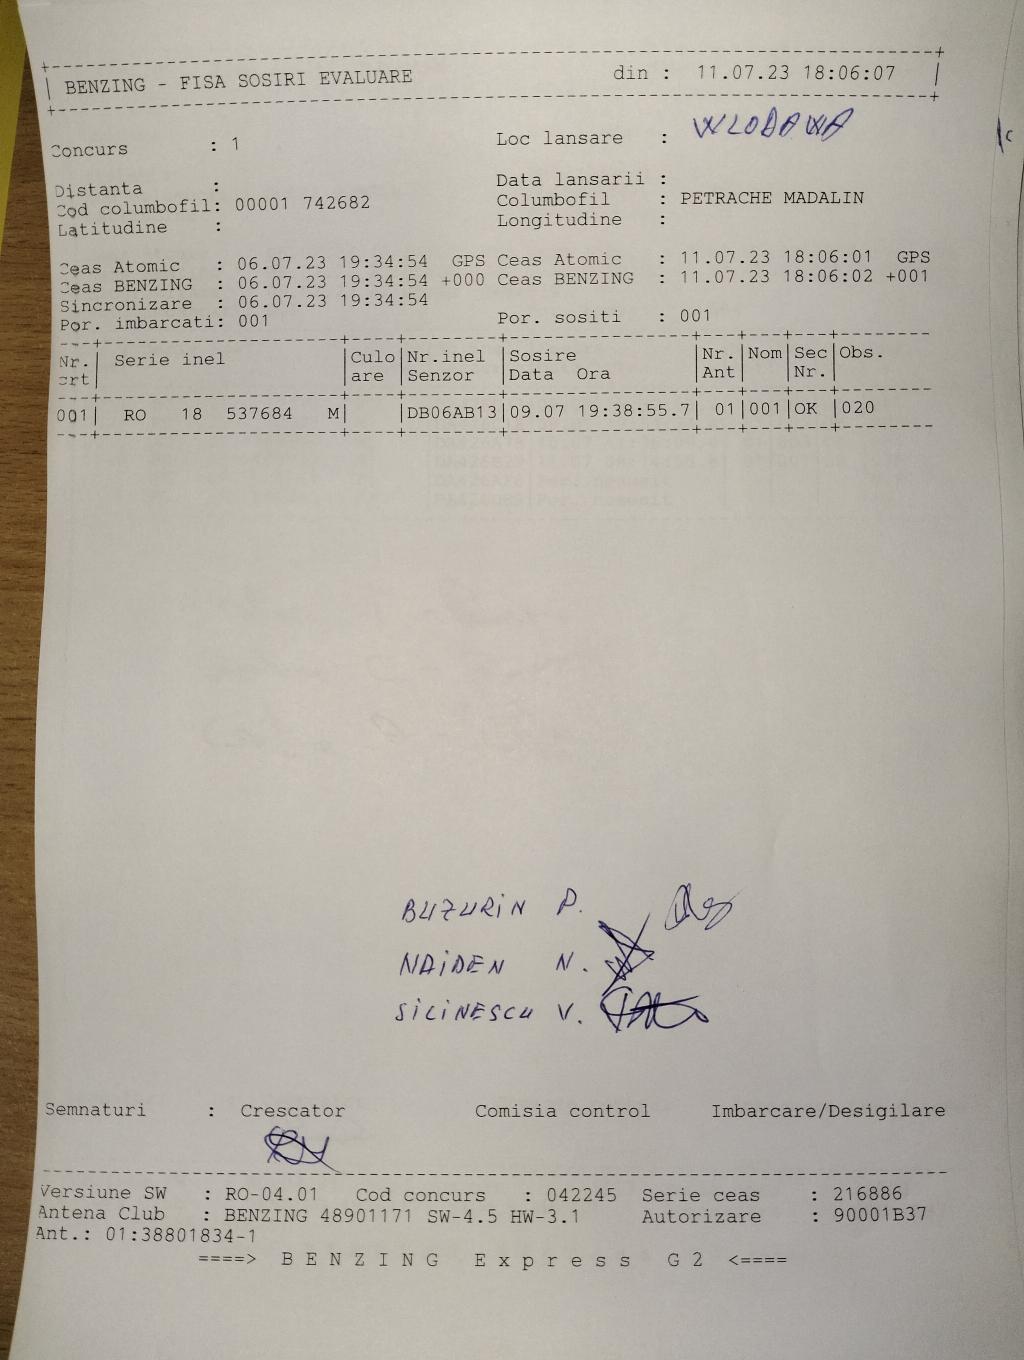 BENZING - FISA SOSIRI EVALUARE din : 11.07.23 18:06:07
Concurs : 1 Loc lansare : WLODAWA
Distanta : Data lansarii :
Cod columbofil: 00001 742682 Columbofil : PETRACHE MADALIN
Latitudine : Longitudine :
Ceas Atomic : 06.07.23 19:34:54 GPS Ceas Atomic : 11.07.23 18:06:01 GPS
Ceas BENZING : 06.07.23 19:34:54 +000 Ceas BENZING : 11.07.23 18:06:02 +001
Sincronizare : 06.07.23 19:34:54
Por. imbarcati: 001 Por. sositi : 001
Nr. | Serie inel |Culo|Nr.inel |Sosire |Nr.|Nom|Sec|Obs.
crt| |are |Senzor |Data Ora |Ant| |Nr.|
001| RO 18 537684 M| |DB06AB13|09.07 19:38:55.7| 01|001|OK |020
BUZURIN P.
NAIDEN N.
SILINESCU V.
Semnaturi : Crescator Comisia control Imbarcare/Desigilare
Versiune SW : RO-04.01 Cod concurs : 042245 Serie ceas : 216886
Antena Club : BENZING 48901171 SW-4.5 HW-3.1 Autorizare : 90001B37
Ant.: 01:38801834-1
====> B E N Z I N G E x p r e s s G 2 <====